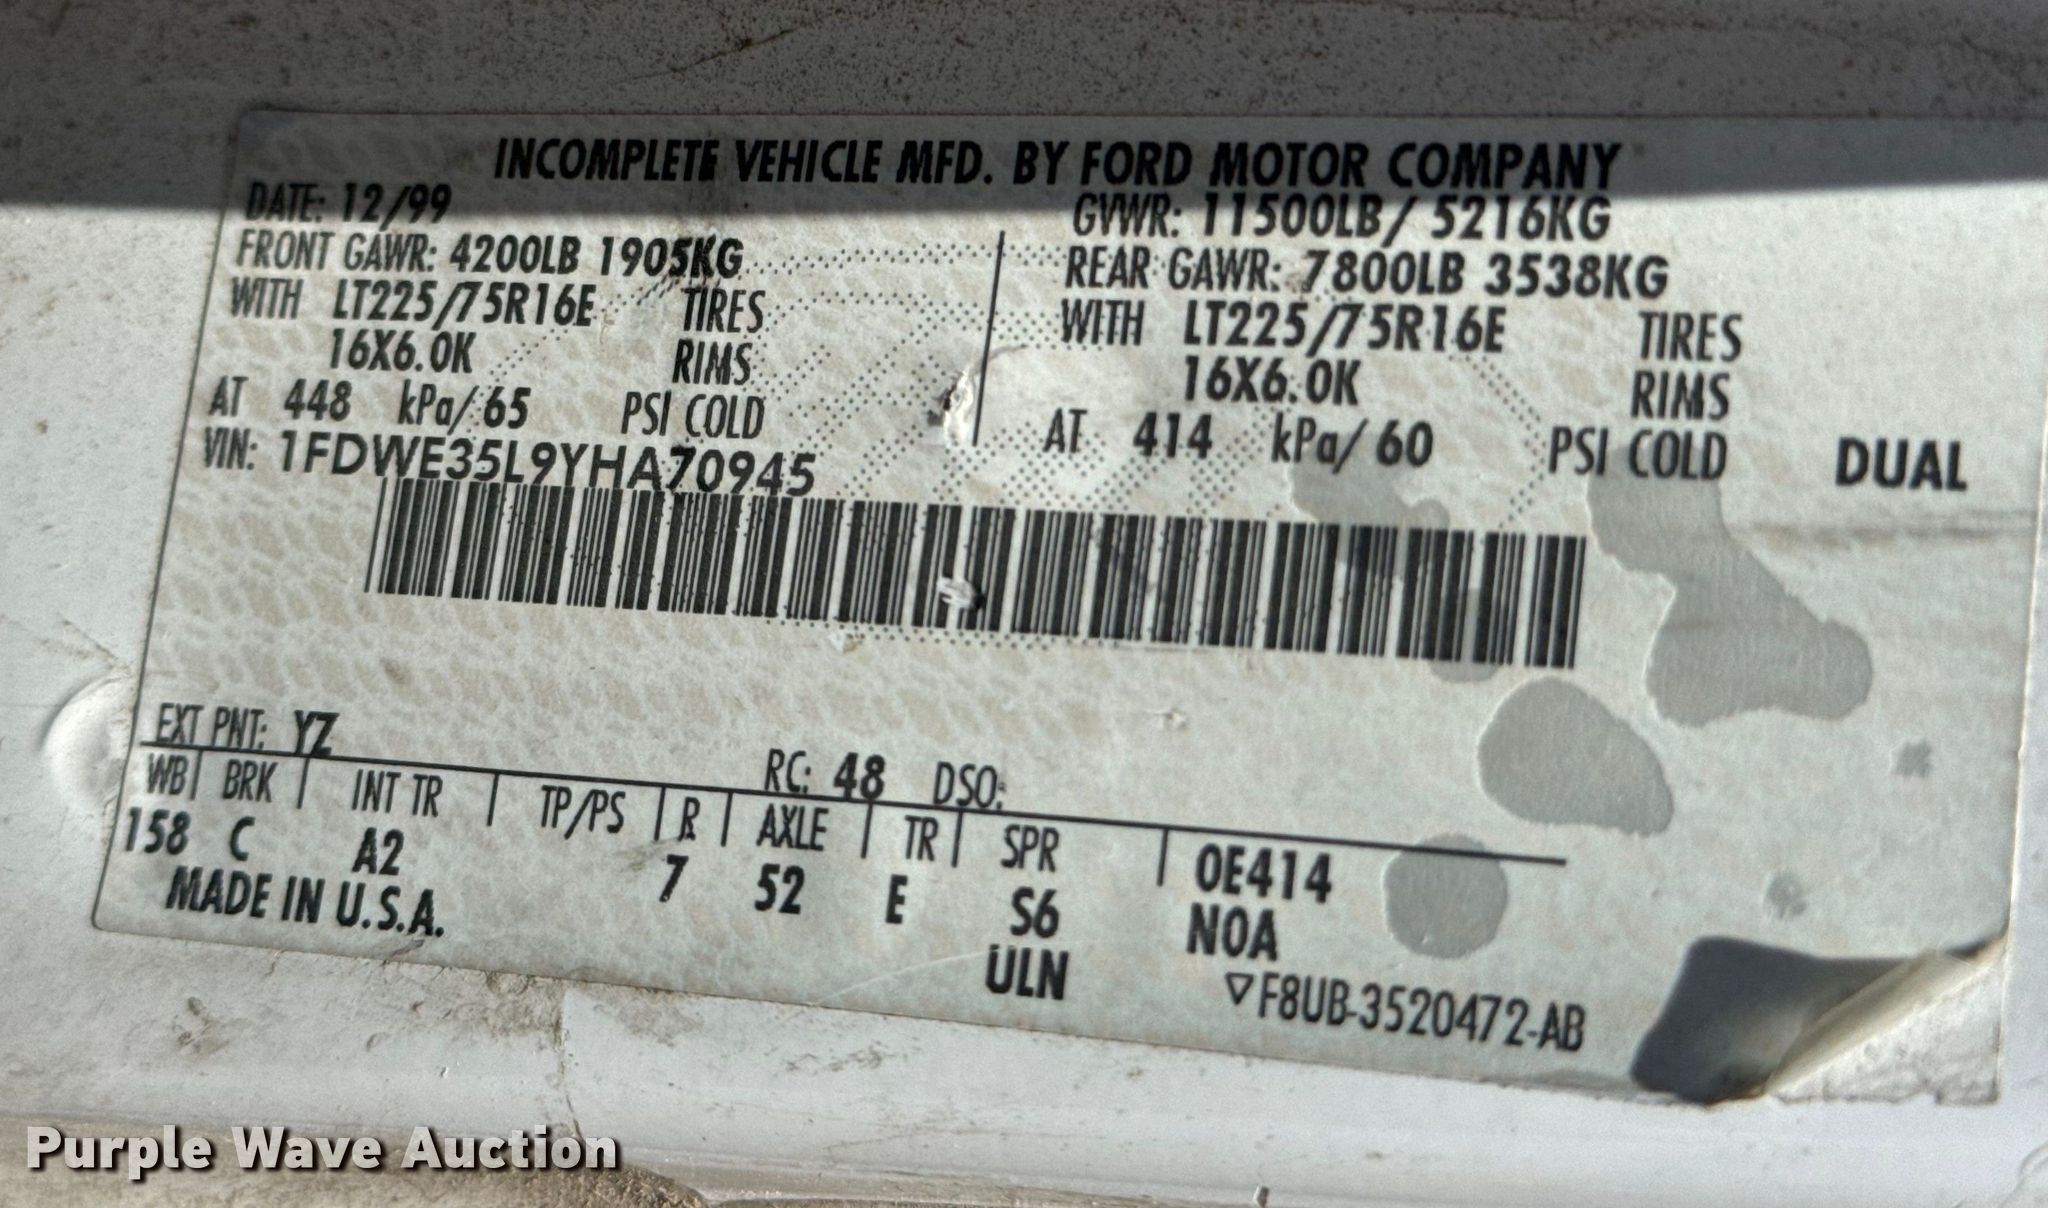 INCOMPLETE VEHICLE MFD. BY FORD MOTOR COMPANY
DATE: 12/99 GVWR: 11500LB/ 5216KG
FRONT GAWR: 4200LB 1905KG REAR GAWR: 7800LB 3538KG
WITH LT225/75R16E TIRES WITH LT225/75R16E TIRES
16X6.0K RIMS 16X6.0K RIMS
AT 448 kPa/ 65 PSI COLD AT 414 kPa/ 60 PSI COLD DUAL
VIN: 1FDWE35L9YHA70945
EXT PNT: YZ RC: 48 DSO:
WB BRK INT TR TP/PS R AXLE TR SPR 0E414
158 C A2 7 52 E S6 N0A
MADE IN U.S.A. ULN
▽F8UB-3520472-AB
Purple Wave Auction